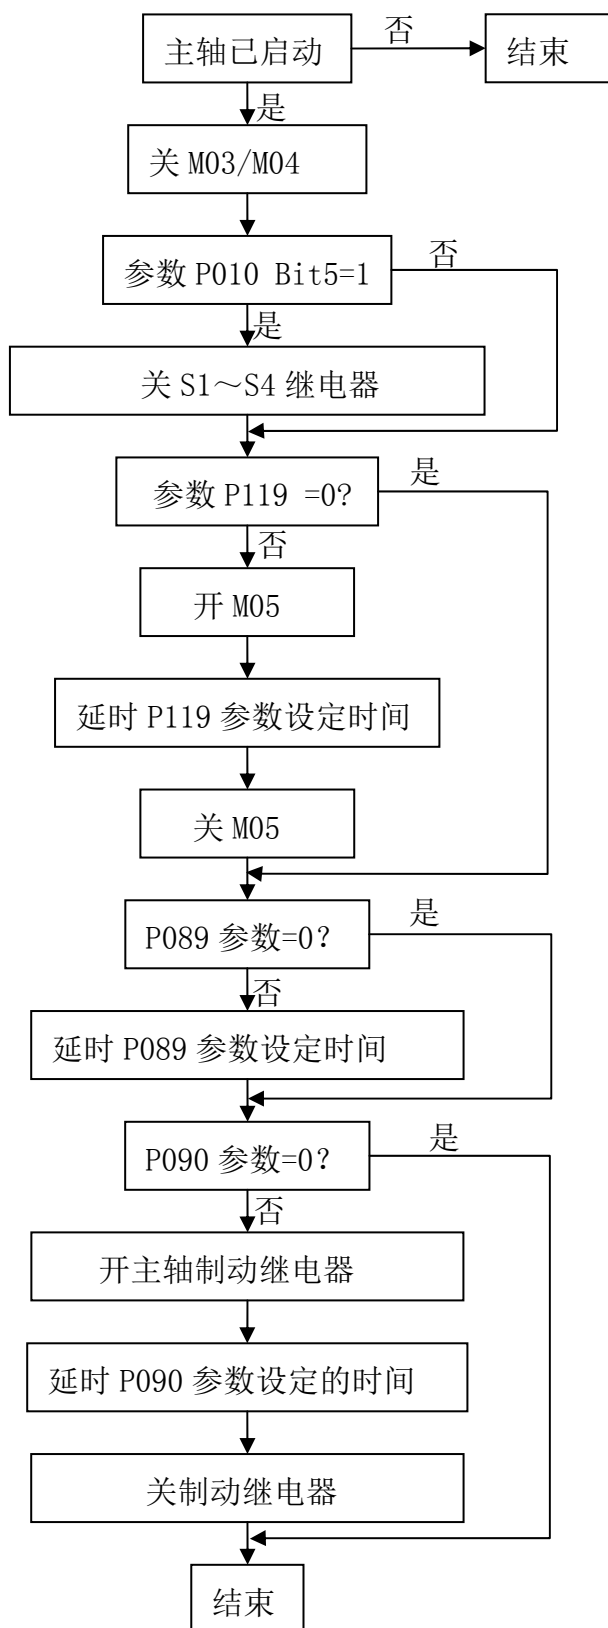 主轴已启动
否
结束
是
关 M03/M04
参数 P010 Bit5=1
否
是
关 S1～S4 继电器
参数 P119 =0?
是
否
开 M05
延时 P119 参数设定时间
关 M05
P089 参数=0？
是
否
延时 P089 参数设定时间
P090 参数=0？
是
否
开主轴制动继电器
延时 P090 参数设定的时间
关制动继电器
结束